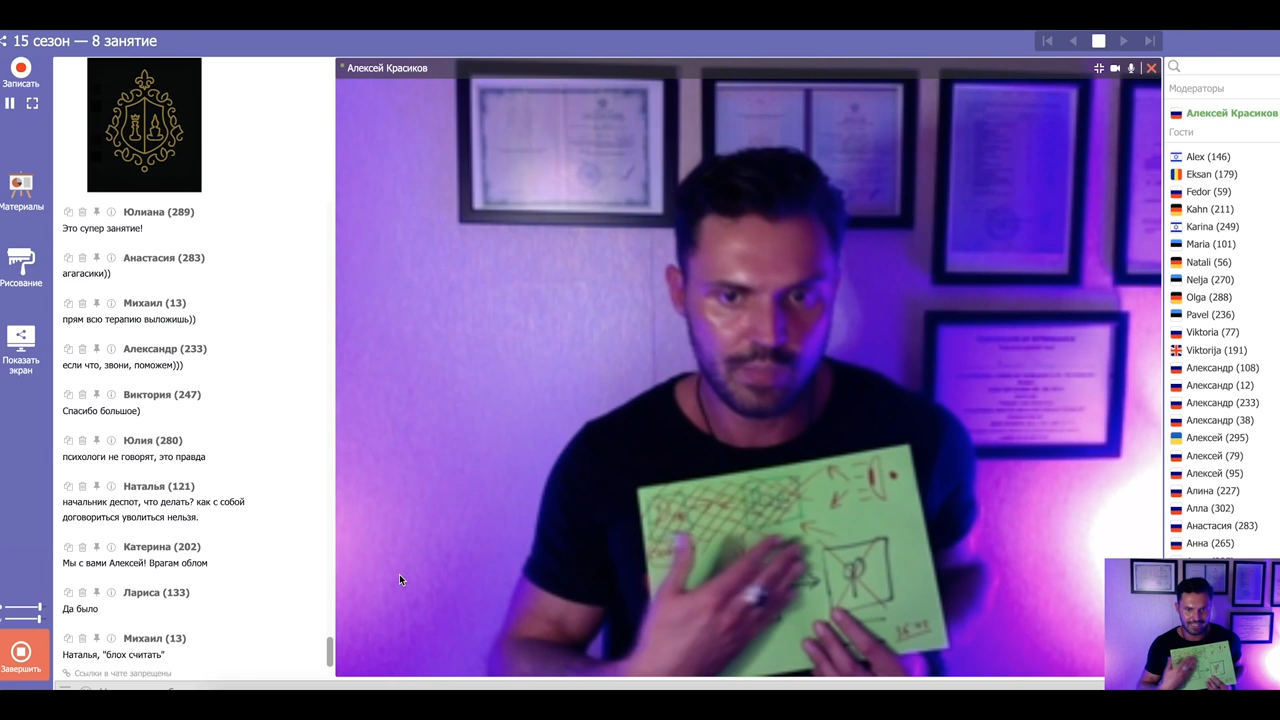 15 сезон — 8 занятие
Записать
Материалы
Рисование
Показать
экран
Завершить
Юлиана (289)
Это супер занятие!
Анастасия (283)
агагасики))
Михаил (13)
прям всю терапию выложишь))
Александр (233)
если что, звони, поможем)))
Виктория (247)
Спасибо большое)
Юлия (280)
психологи не говорят, это правда
Наталья (121)
начальник деспот, что делать? как с собой
договориться уволиться нельзя.
Катерина (202)
Мы с вами Алексей! Врагам облом
Лариса (133)
Да было
Михаил (13)
Наталья, "блох считать"
Ссылки в чате запрещены
Алексей Красиков
Модераторы
Алексей Красиков
Гости
Alex (146)
Eksan (179)
Fedor (59)
Kahn (211)
Karina (249)
Maria (101)
Natali (56)
Nelja (270)
Olga (288)
Pavel (236)
Viktoria (77)
Viktorija (191)
Александр (108)
Александр (12)
Александр (233)
Александр (38)
Алексей (295)
Алексей (79)
Алексей (95)
Алина (227)
Алла (302)
Анастасия (283)
Анна (265)